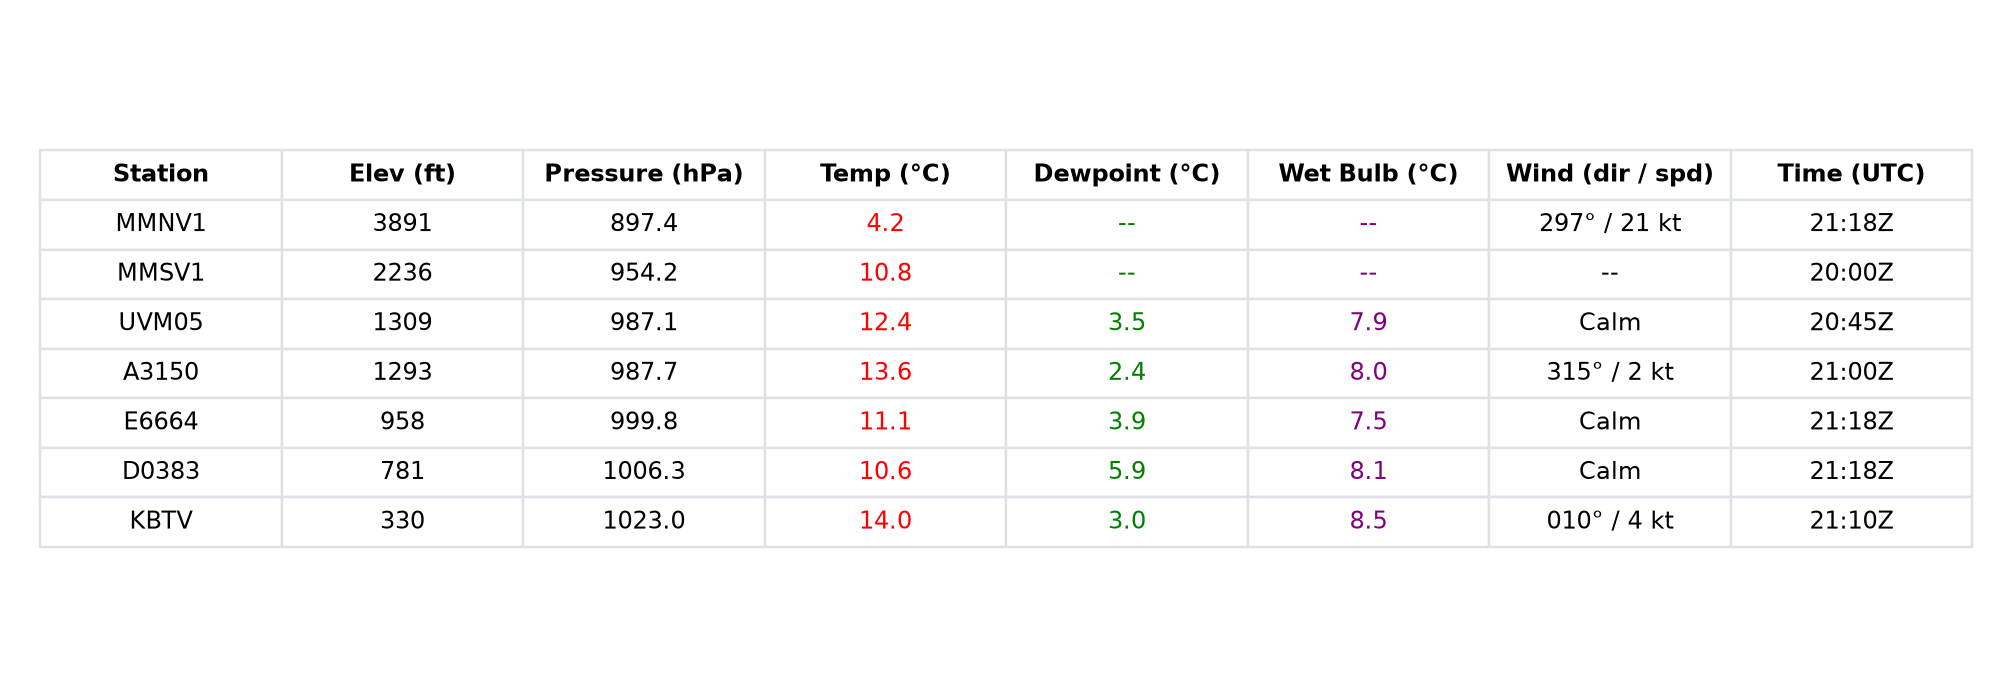 Station Elev (ft) Pressure (hPa) Temp (°C) Dewpoint (°C) Wet Bulb (°C) Wind (dir / spd) Time (UTC)
MMNV1 3891 897.4 4.2 -- -- 297° / 21 kt 21:18Z
MMSV1 2236 954.2 10.8 -- -- -- 20:00Z
UVM05 1309 987.1 12.4 3.5 7.9 Calm 20:45Z
A3150 1293 987.7 13.6 2.4 8.0 315° / 2 kt 21:00Z
E6664 958 999.8 11.1 3.9 7.5 Calm 21:18Z
D0383 781 1006.3 10.6 5.9 8.1 Calm 21:18Z
KBTV 330 1023.0 14.0 3.0 8.5 010° / 4 kt 21:10Z